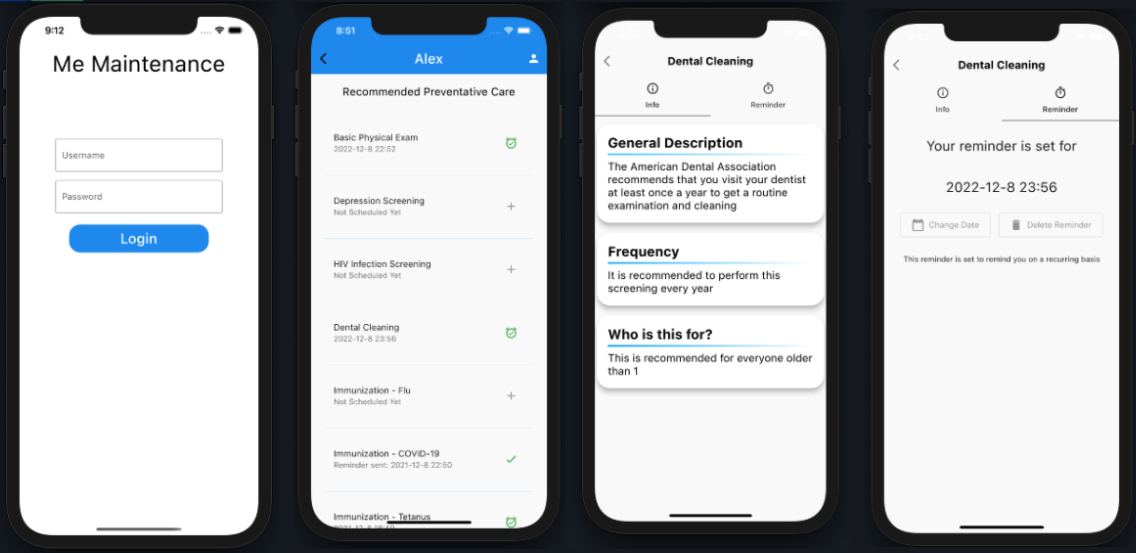 9:12
Me Maintenance
Username
Password
Login
8:51
Alex
Recommended Preventative Care
Basic Physical Exam
2022-12-8 22:52
Depression Screening
Not Scheduled Yet
HIV Infection Screening
Not Scheduled Yet
Dental Cleaning
2022-12-8 23:56
Immunization - Flu
Not Scheduled Yet
Immunization - COVID-19
Reminder sent: 2021-12-8 22:50
Immunization - Tetanus
Dental Cleaning
Info
Reminder
General Description
The American Dental Association
recommends that you visit your dentist
at least once a year to get a routine
examination and cleaning
Frequency
It is recommended to perform this
screening every year
Who is this for?
This is recommended for everyone older
than 1
Dental Cleaning
Info
Reminder
Your reminder is set for
2022-12-8 23:56
Change Date
Delete Reminder
This reminder is set to remind you on a recurring basis